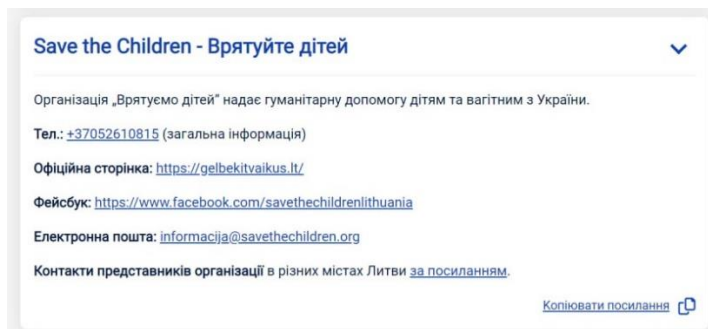 Save the Children - Врятуйте дітей
Організація „Врятуємо дітей“ надає гуманітарну допомогу дітям та вагітним з України.
Тел.: +37052610815 (загальна інформація)
Офіційна сторінка: https://gelbekitvaikus.lt/
Фейсбук: https://www.facebook.com/savethechildrenlithuania
Електронна пошта: informacija@savethechildren.org
Контакти представників організації в різних містах Литви за посиланням.
Копіювати посилання